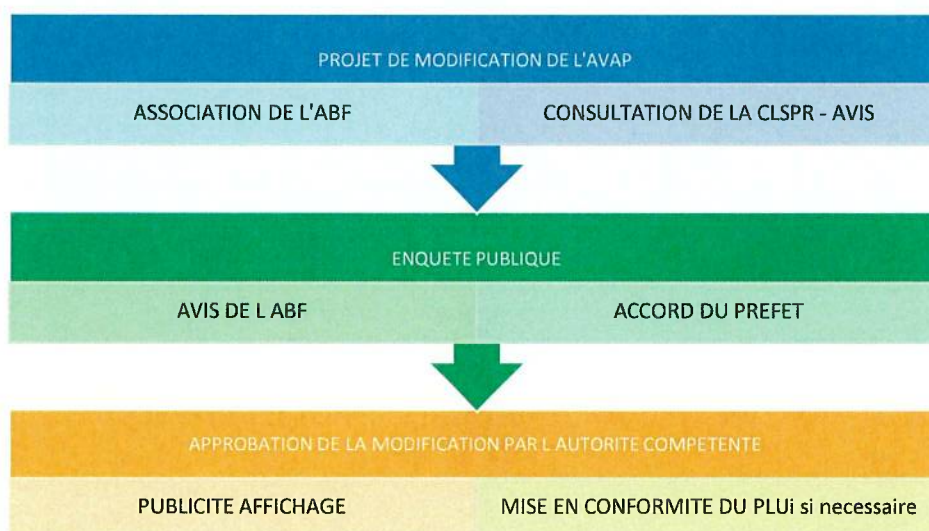 PROJET DE MODIFICATION DE L'AVAP
ASSOCIATION DE L'ABF
CONSULTATION DE LA CLSPR - AVIS
ENQUETE PUBLIQUE
AVIS DE L ABF
ACCORD DU PREFET
APPROBATION DE LA MODIFICATION PAR L AUTORITE COMPETENTE
PUBLICITE AFFICHAGE
MISE EN CONFORMITE DU PLUi si necessaire